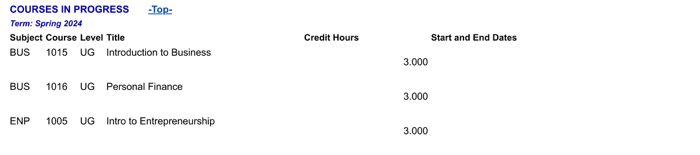 COURSES IN PROGRESS -Top-
Term: Spring 2024
Subject Course Level Title Credit Hours Start and End Dates
BUS 1015 UG Introduction to Business
3.000
BUS 1016 UG Personal Finance
3.000
ENP 1005 UG Intro to Entrepreneurship
3.000